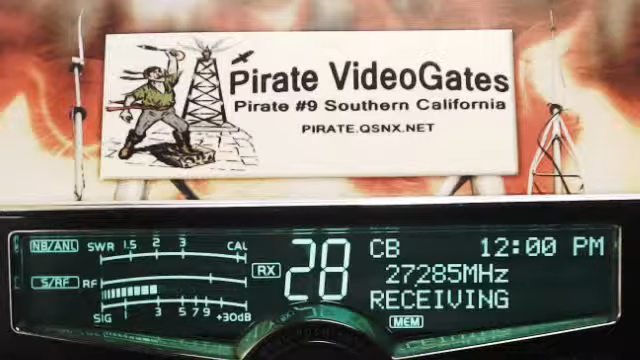 Pirate VideoGates
Pirate #9 Southern California
PIRATE.QSNX.NET
NB/ANL SWR 1.5 2 3 CAL
28 CB 12:00 PM
S/RF RF RX 27285MHz
RECEIVING
SIG 3 5 7 9 +30dB
MEM